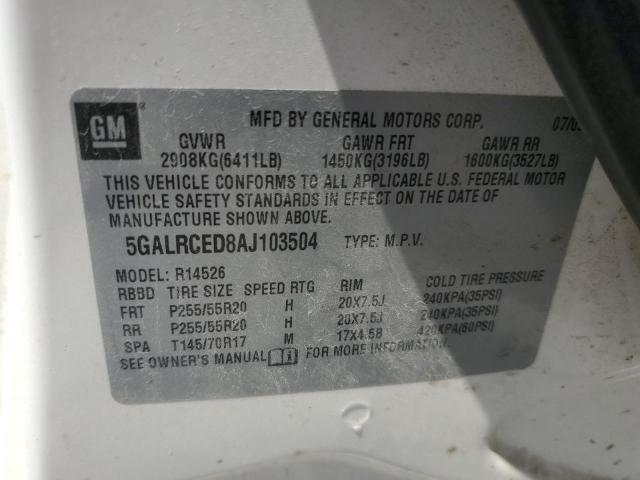 GM
MFD BY GENERAL MOTORS CORP. 07/0
GVWR GAWR FRT GAWR RR
2908KG(6411LB) 1450KG(3196LB) 1600KG(3527LB)
THIS VEHICLE CONFORMS TO ALL APPLICABLE U.S. FEDERAL MOTOR
VEHICLE SAFETY STANDARDS IN EFFECT ON THE DATE OF
MANUFACTURE SHOWN ABOVE.
5GALRCED8AJ103504 TYPE: M.P.V.
MODEL: R14526
RBBD TIRE SIZE SPEED RTG RIM COLD TIRE PRESSURE
FRT P255/55R20 H 20X7.5J 240KPA(35PSI)
RR P255/55R20 H 20X7.5J 240KPA(35PSI)
SPA T145/70R17 M 17X4.5B 420KPA(60PSI)
SEE OWNER'S MANUAL FOR MORE INFORMATION